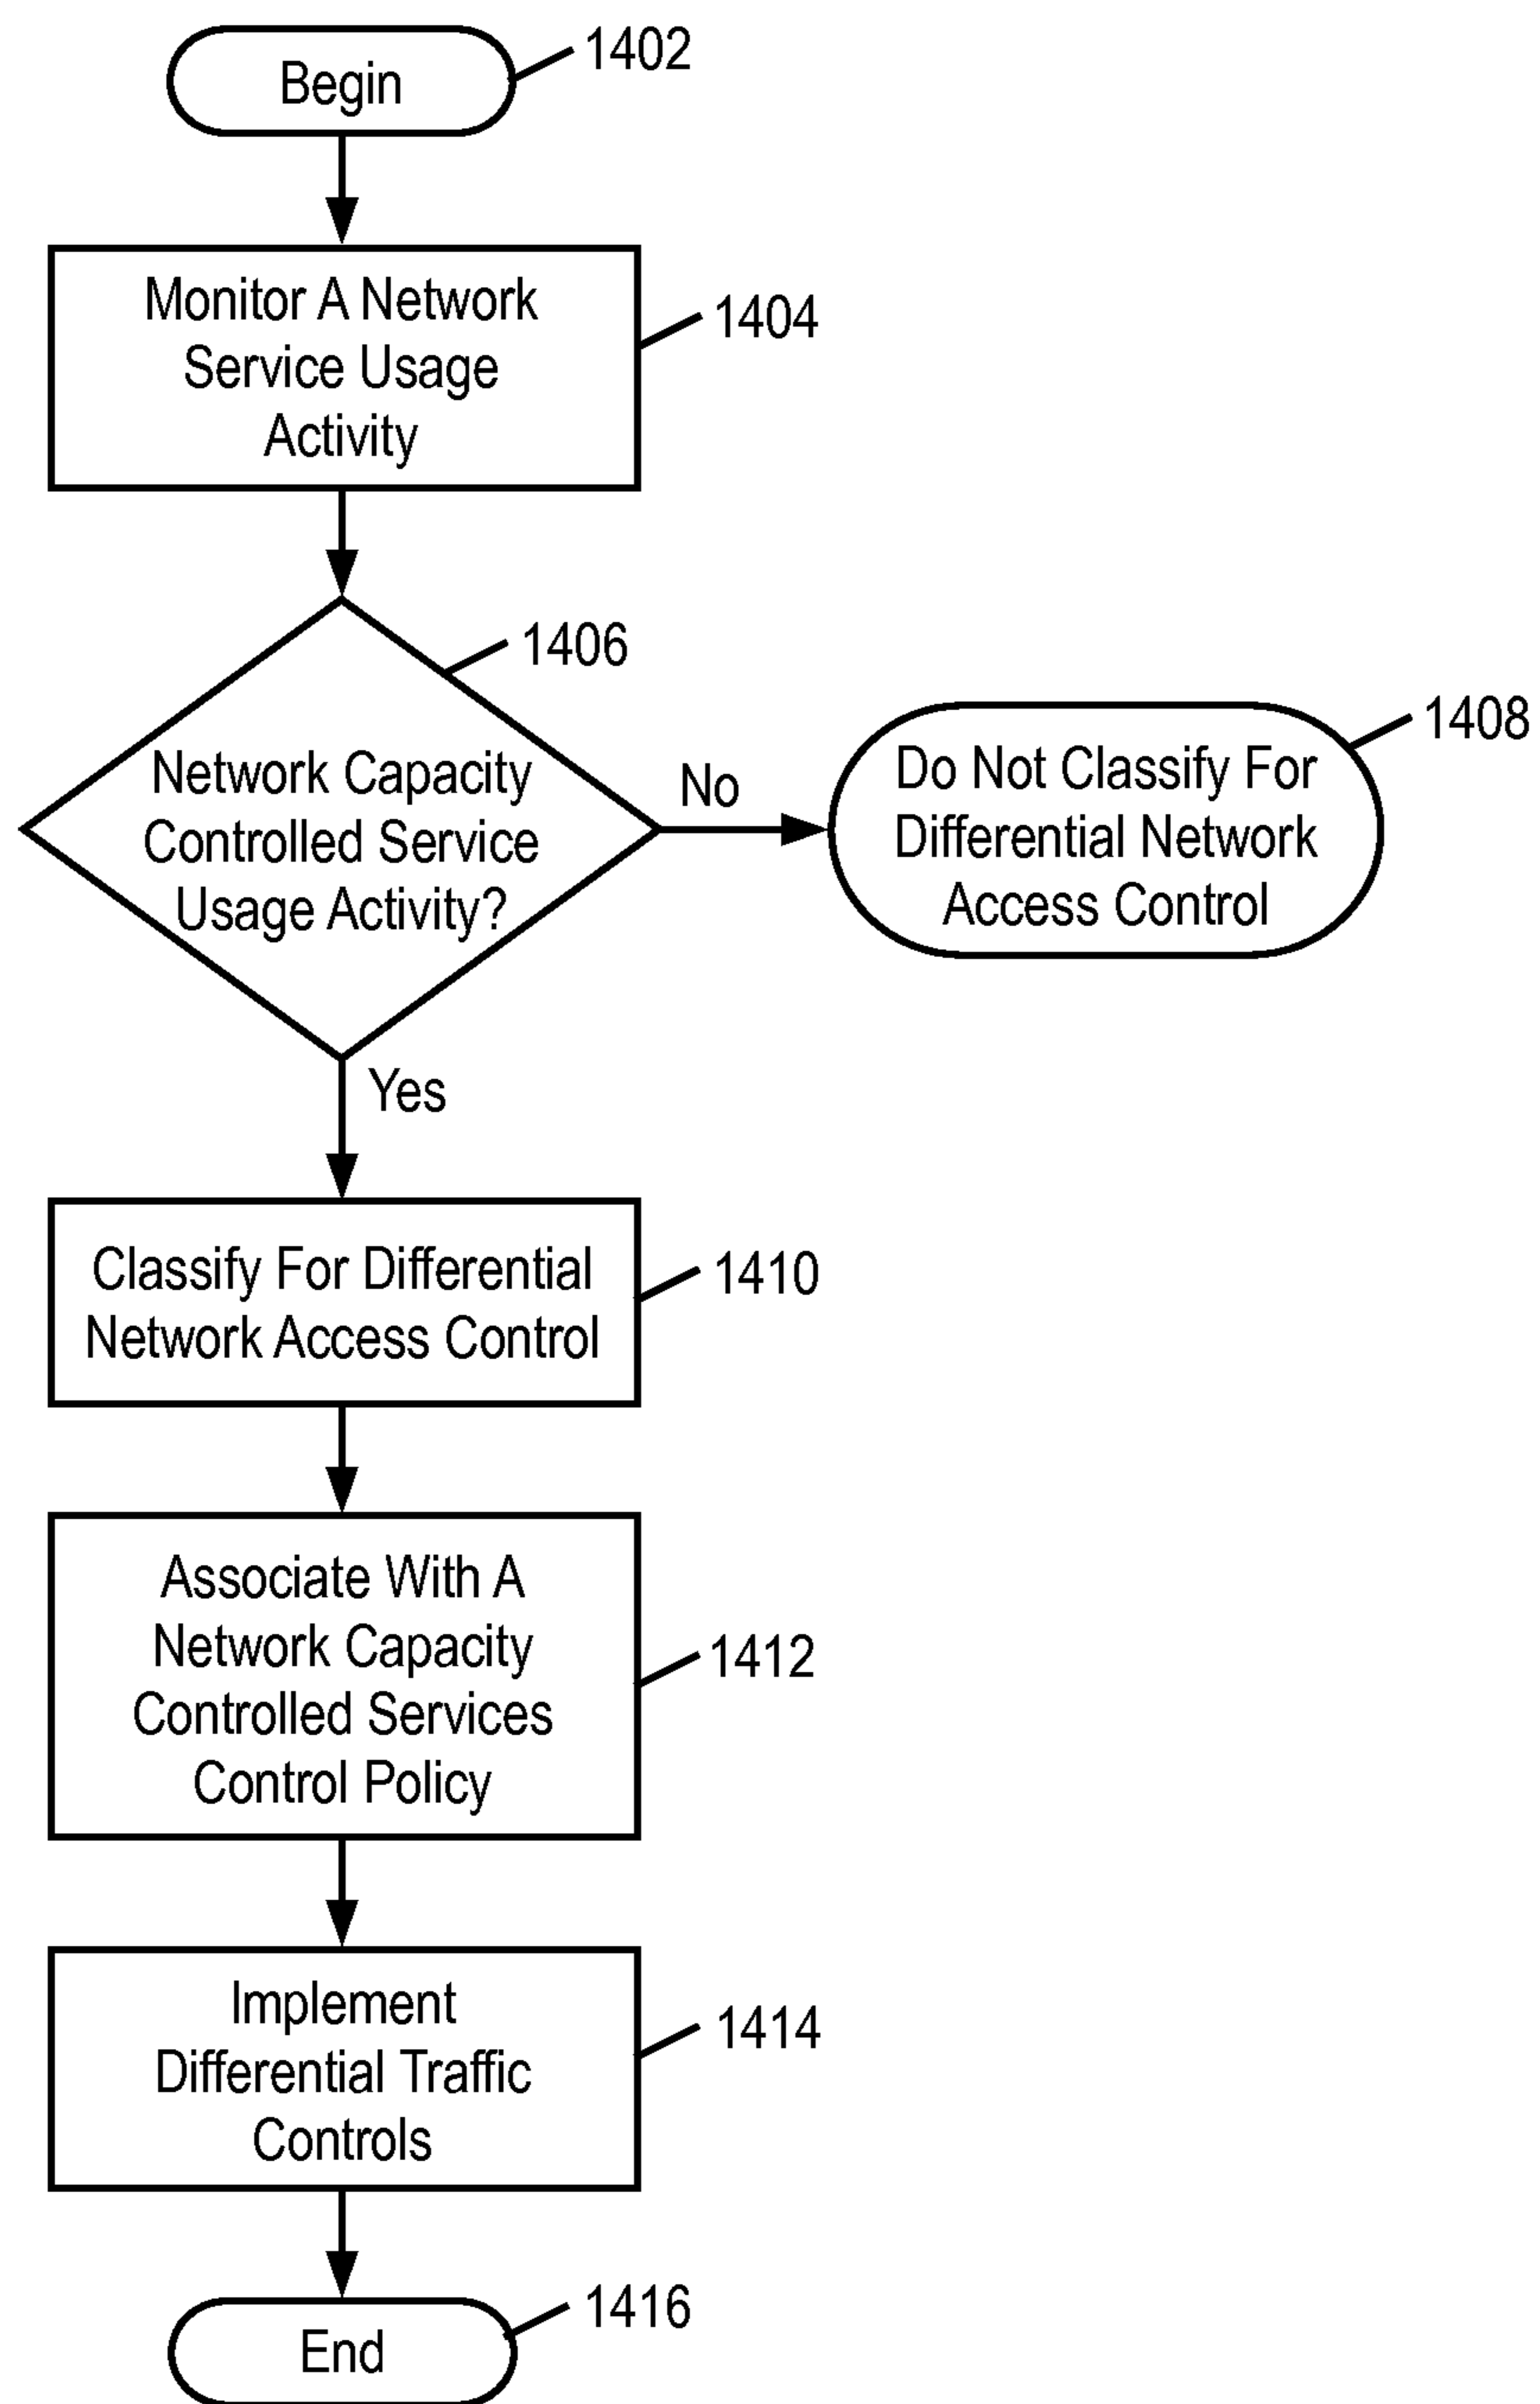 Begin
1402
Monitor A Network
Service Usage
Activity
1404
1406
Network Capacity
Controlled Service
Usage Activity?
No
Do Not Classify For
Differential Network
Access Control
1408
Yes
Classify For Differential
Network Access Control
1410
Associate With A
Network Capacity
Controlled Services
Control Policy
1412
Implement
Differential Traffic
Controls
1414
End
1416